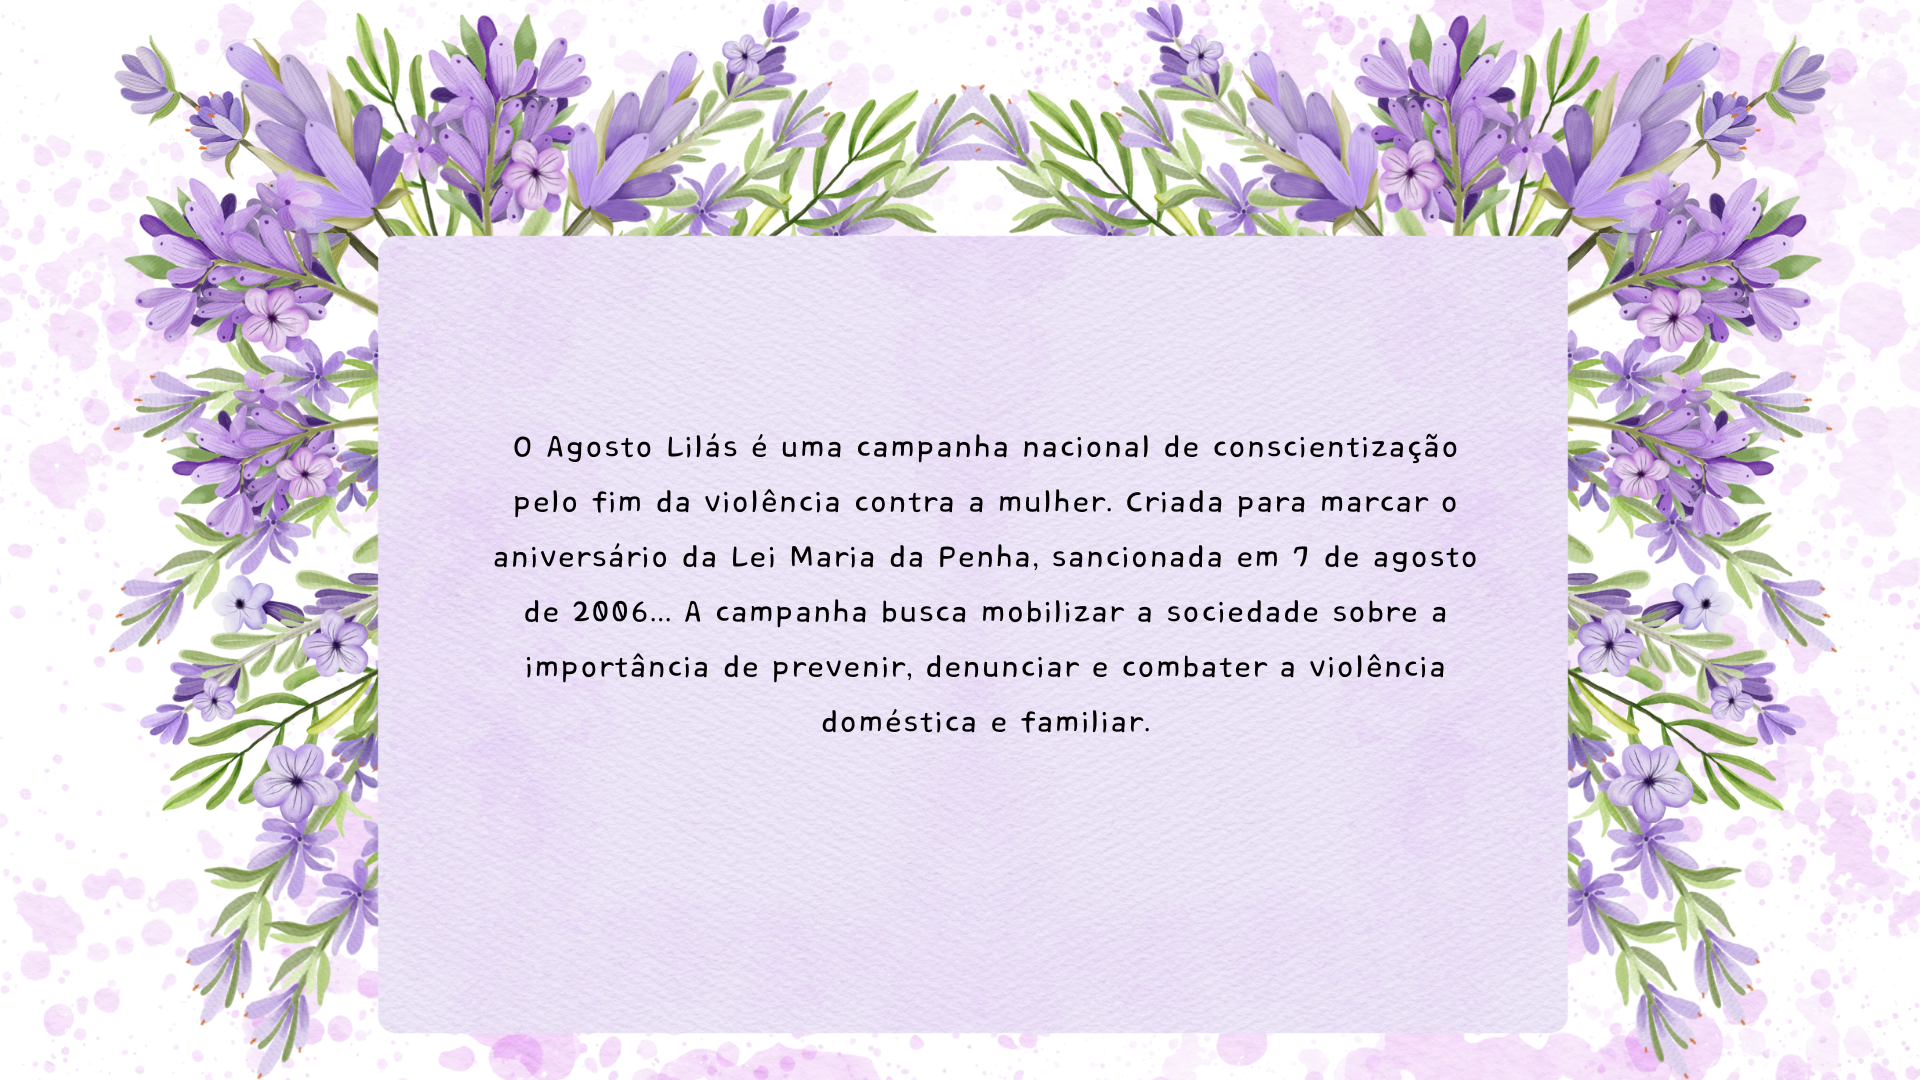 O Agosto Lilás é uma campanha nacional de conscientização
pelo fim da violência contra a mulher. Criada para marcar o
aniversário da Lei Maria da Penha, sancionada em 7 de agosto
de 2006... A campanha busca mobilizar a sociedade sobre a
importância de prevenir, denunciar e combater a violência
doméstica e familiar.